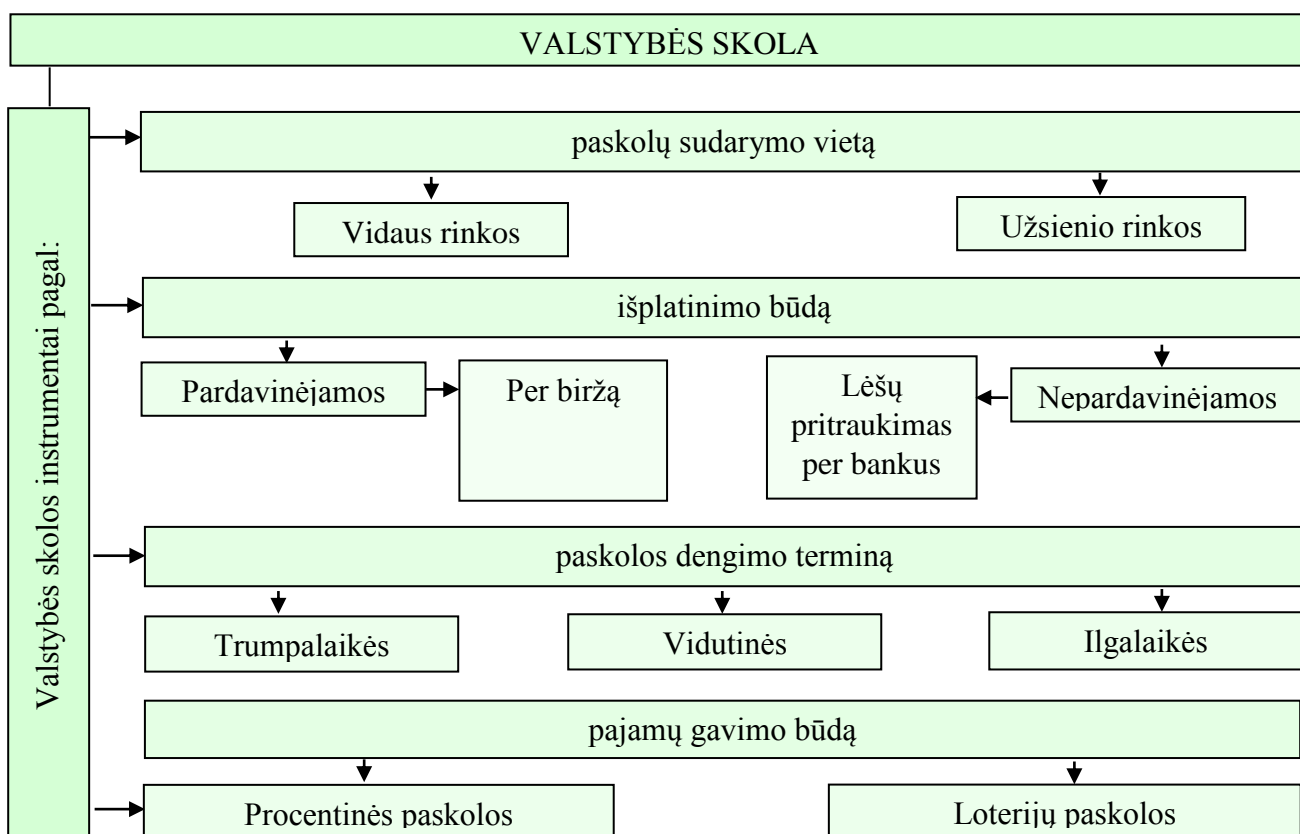 VALSTYBĖS SKOLA
Valstybės skolos instrumentai pagal:
paskolų sudarymo vietą
Vidaus rinkos
Užsienio rinkos
išplatinimo būdą
Pardavinėjamos
Per biržą
Lėšų
pritraukimas
per bankus
Nepardavinėjamos
paskolos dengimo terminą
Trumpalaikės
Vidutinės
Ilgalaikės
pajamų gavimo būdą
Procentinės paskolos
Loterijų paskolos